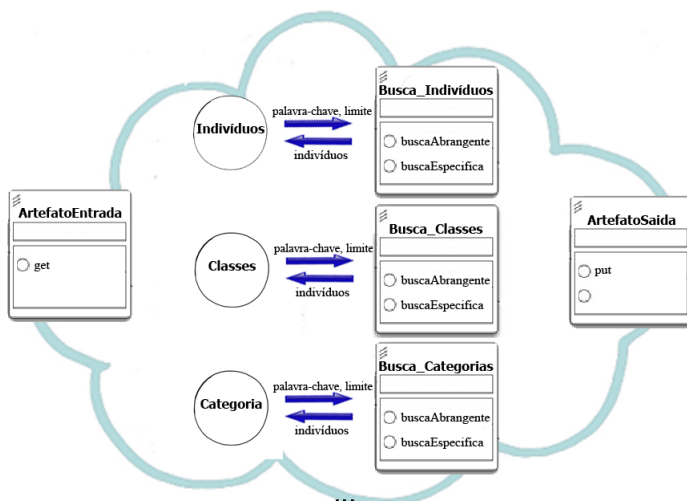 Busca_Indivíduos
palavra-chave, limite
Indivíduos
indivíduos
buscaAbrangente
buscaEspecifica
ArtefatoEntrada
get
ArtefatoSaida
put
Busca_Classes
palavra-chave, limite
Classes
indivíduos
buscaAbrangente
buscaEspecifica
Busca_Categorias
palavra-chave, limite
Categoria
indivíduos
buscaAbrangente
buscaEspecifica
...